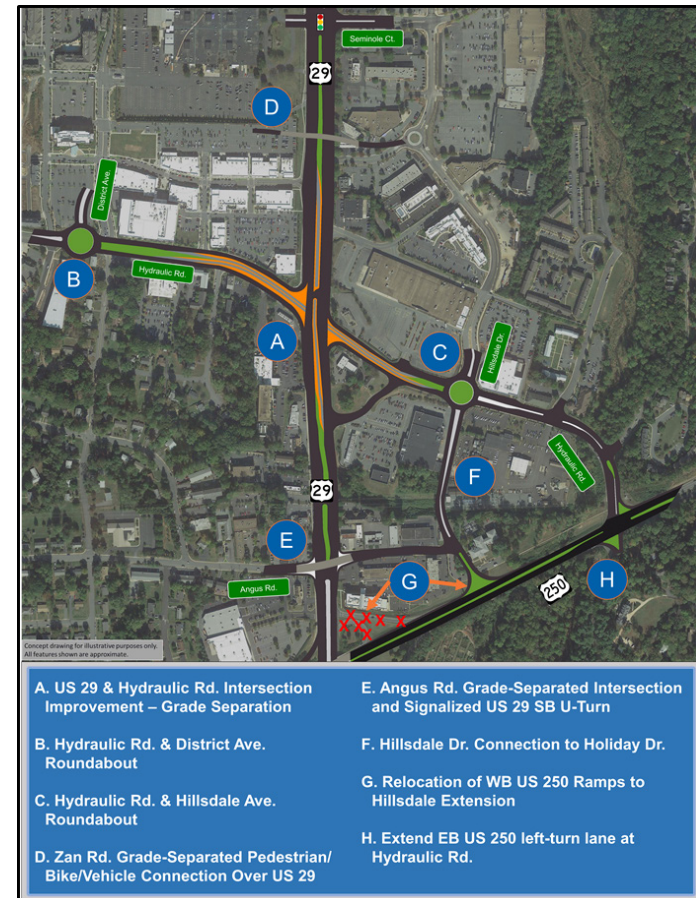 Seminole Ct.
29
D
District Ave.
B
Hydraulic Rd.
A
C
Hillsdale Dr.
F
Hydraulic Rd.
29
E
G
H
250
Angus Rd.
X X X X X X X
Concept drawing for illustrative purposes only.
All features shown are approximate.
A. US 29 & Hydraulic Rd. Intersection
Improvement – Grade Separation
B. Hydraulic Rd. & District Ave.
Roundabout
C. Hydraulic Rd. & Hillsdale Ave.
Roundabout
D. Zan Rd. Grade-Separated Pedestrian/
Bike/Vehicle Connection Over US 29
E. Angus Rd. Grade-Separated Intersection
and Signalized US 29 SB U-Turn
F. Hillsdale Dr. Connection to Holiday Dr.
G. Relocation of WB US 250 Ramps to
Hillsdale Extension
H. Extend EB US 250 left-turn lane at
Hydraulic Rd.